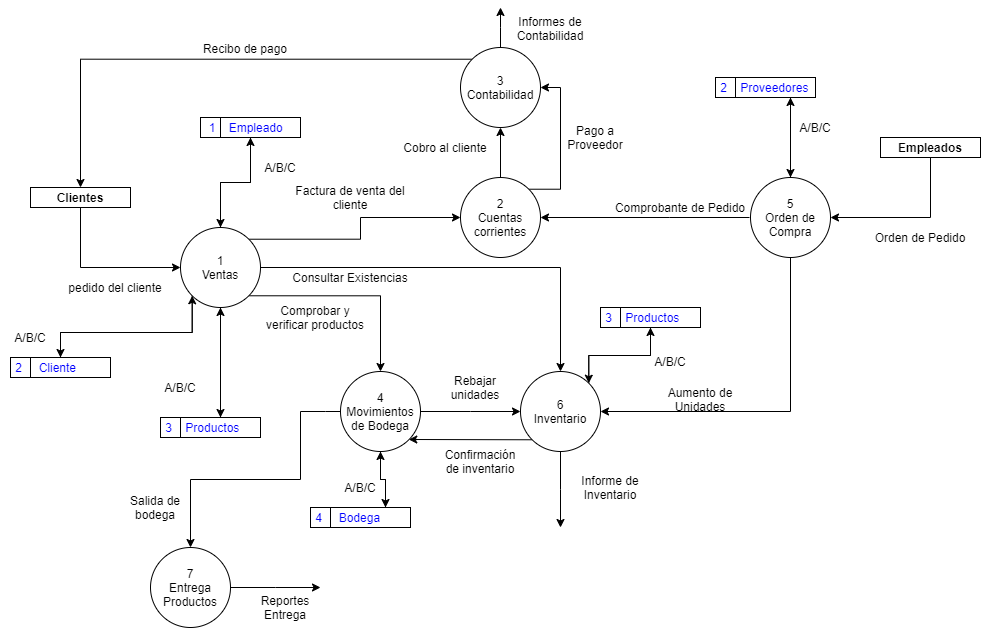 Informes de
Contabilidad
Recibo de pago
3
Contabilidad
2 Proveedores
1 Empleado
A/B/C
Pago a
Proveedor
Cobro al cliente
Empleados
A/B/C
Clientes
Factura de venta del
cliente
2
Cuentas
corrientes
Comprobante de Pedido
5
Orden de
Compra
Orden de Pedido
1
Ventas
pedido del cliente
Consultar Existencias
Comprobar y
verificar productos
3 Productos
A/B/C
2 Cliente
A/B/C
A/B/C
3 Productos
4
Movimientos
de Bodega
Rebajar
unidades
6
Inventario
Aumento de
Unidades
Confirmación
de inventario
A/B/C
4 Bodega
Informe de
Inventario
Salida de
bodega
7
Entrega
Productos
Reportes
Entrega